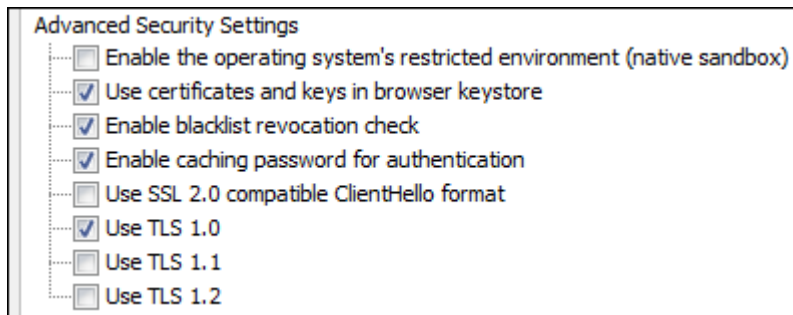 Advanced Security Settings
Enable the operating system's restricted environment (native sandbox)
Use certificates and keys in browser keystore
Enable blacklist revocation check
Enable caching password for authentication
Use SSL 2.0 compatible ClientHello format
Use TLS 1.0
Use TLS 1.1
Use TLS 1.2